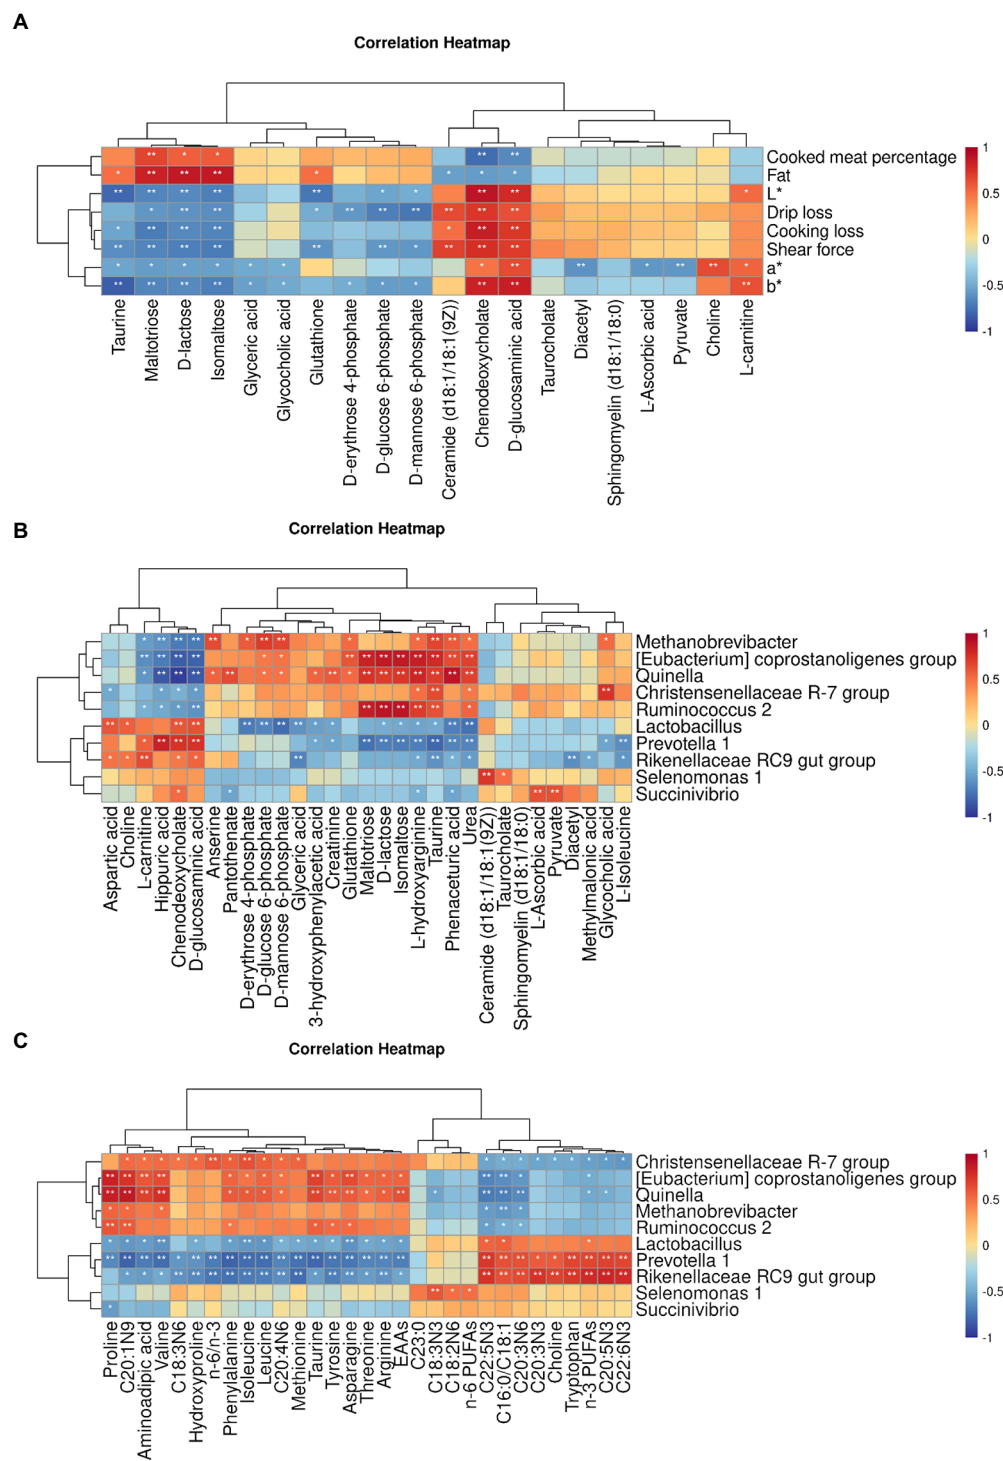 A
Correlation Heatmap
Cooked meat percentage
Fat
L*
Drip loss
Cooking loss
Shear force
a*
b*
1
0.5
0
-0.5
-1
Taurine
Maltotriose
D-lactose
Isomaltose
Glyceric acid
Glycocholic acid
Glutathione
D-erythrose 4-phosphate
D-glucose 6-phosphate
D-mannose 6-phosphate
Ceramide (d18:1/18:1(9Z))
Chenodeoxycholate
D-glucosaminic acid
Taurocholate
Diacetyl
Sphingomyelin (d18:1/18:0)
L-Ascorbic acid
Pyruvate
Choline
L-carnitine
B
Correlation Heatmap
Methanobrevibacter
[Eubacterium] coprostanoligenes group
Quinella
Christensenellaceae R-7 group
Ruminococcus 2
Lactobacillus
Prevotella 1
Rikenellaceae RC9 gut group
Selenomonas 1
Succinivibrio
1
0.5
0
-0.5
-1
Aspartic acid
Choline
L-carnitine
Hippuric acid
Chenodeoxycholate
D-glucosaminic acid
Anserine
Pantothenate
D-erythrose 4-phosphate
D-glucose 6-phosphate
D-mannose 6-phosphate
Glyceric acid
3-hydroxyphenylacetic acid
Creatinine
Glutathione
Maltotriose
D-lactose
Isomaltose
L-hydroxyarginine
Taurine
Phenaceturic acid
Urea
Ceramide (d18:1/18:1(9Z))
Taurocholate
Sphingomyelin (d18:1/18:0)
L-Ascorbic acid
Pyruvate
Diacetyl
Methylmalonic acid
Glycocholic acid
L-Isoleucine
C
Correlation Heatmap
Christensenellaceae R-7 group
[Eubacterium] coprostanoligenes group
Quinella
Methanobrevibacter
Ruminococcus 2
Lactobacillus
Prevotella 1
Rikenellaceae RC9 gut group
Selenomonas 1
Succinivibrio
1
0.5
0
-0.5
-1
Proline
C20:1N9
Aminoadipic acid
Valine
C18:3N6
Hydroxyproline
n-6/n-3
Phenylalanine
Isoleucine
Leucine
C20:4N6
Methionine
Taurine
Tyrosine
Asparagine
Threonine
Arginine
EAAs
C23:0
C18:3N3
C18:2N6
n-6 PUFAs
C22:5N3
C16:0/C18:1
C20:3N6
C20:3N3
Choline
Tryptophan
n-3 PUFAs
C20:5N3
C22:6N3